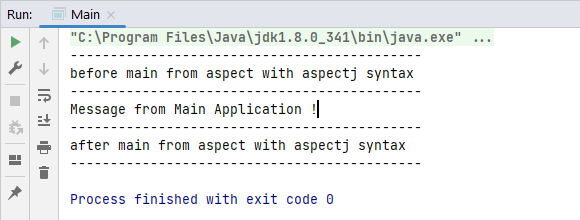 Run: Main ×
"C:\Program Files\Java\jdk1.8.0_341\bin\java.exe" ...
---------------------------------------
before main from aspect with aspectj syntax
---------------------------------------
Message from Main Application !
---------------------------------------
after main from aspect with aspectj syntax
---------------------------------------
Process finished with exit code 0